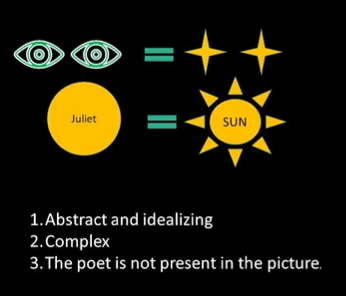 Juliet
SUN
1.Abstract and idealizing
2.Complex
3.The poet is not present in the picture.